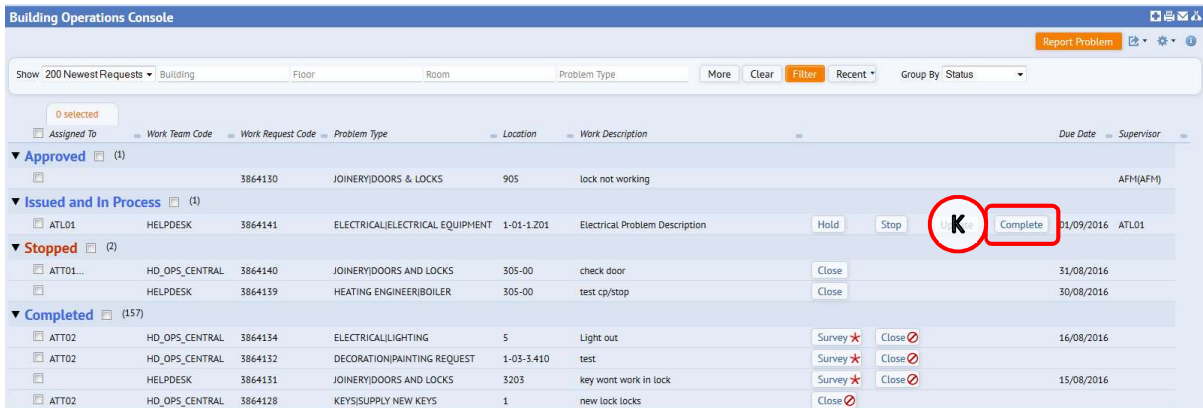 Building Operations Console
Report Problem
Show 200 Newest Requests Building Floor Room Problem Type More Clear Filter Recent Group By Status
0 selected
Assigned To Work Team Code Work Request Code Problem Type Location Work Description Due Date Supervisor
Approved (1)
3864130 JOINERY|DOORS & LOCKS 905 lock not working AFM(AFM)
Issued and In Process (1)
ATL01 HELPDESK 3864141 ELECTRICAL|ELECTRICAL EQUIPMENT 1-01-1.Z01 Electrical Problem Description Hold Stop K Complete 01/09/2016 ATL01
Stopped (2)
ATT01... HD_OPS_CENTRAL 3864140 JOINERY|DOORS AND LOCKS 305-00 check door Close 31/08/2016
HELPDESK 3864139 HEATING ENGINEER|BOILER 305-00 test cp/stop Close 30/08/2016
Completed (157)
ATT02 HD_OPS_CENTRAL 3864134 ELECTRICAL|LIGHTING 5 Light out Survey Close 16/08/2016
ATT02 HD_OPS_CENTRAL 3864132 DECORATION|PAINTING REQUEST 1-03-3.410 test Survey Close
HELPDESK 3864131 JOINERY|DOORS AND LOCKS 3203 key wont work in lock Survey Close 15/08/2016
ATT02 HD_OPS_CENTRAL 3864128 KEYS|SUPPLY NEW KEYS 1 new lock locks Close